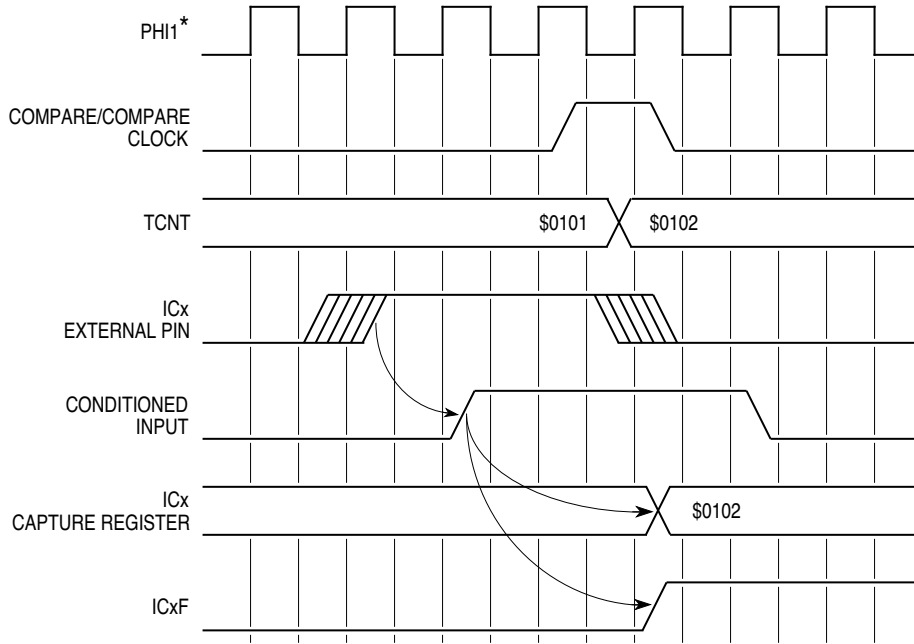 PHI1*
COMPARE/COMPARE
CLOCK
TCNT
$0101
$0102
ICx
EXTERNAL PIN
CONDITIONED
INPUT
ICx
CAPTURE REGISTER
$0102
ICxF